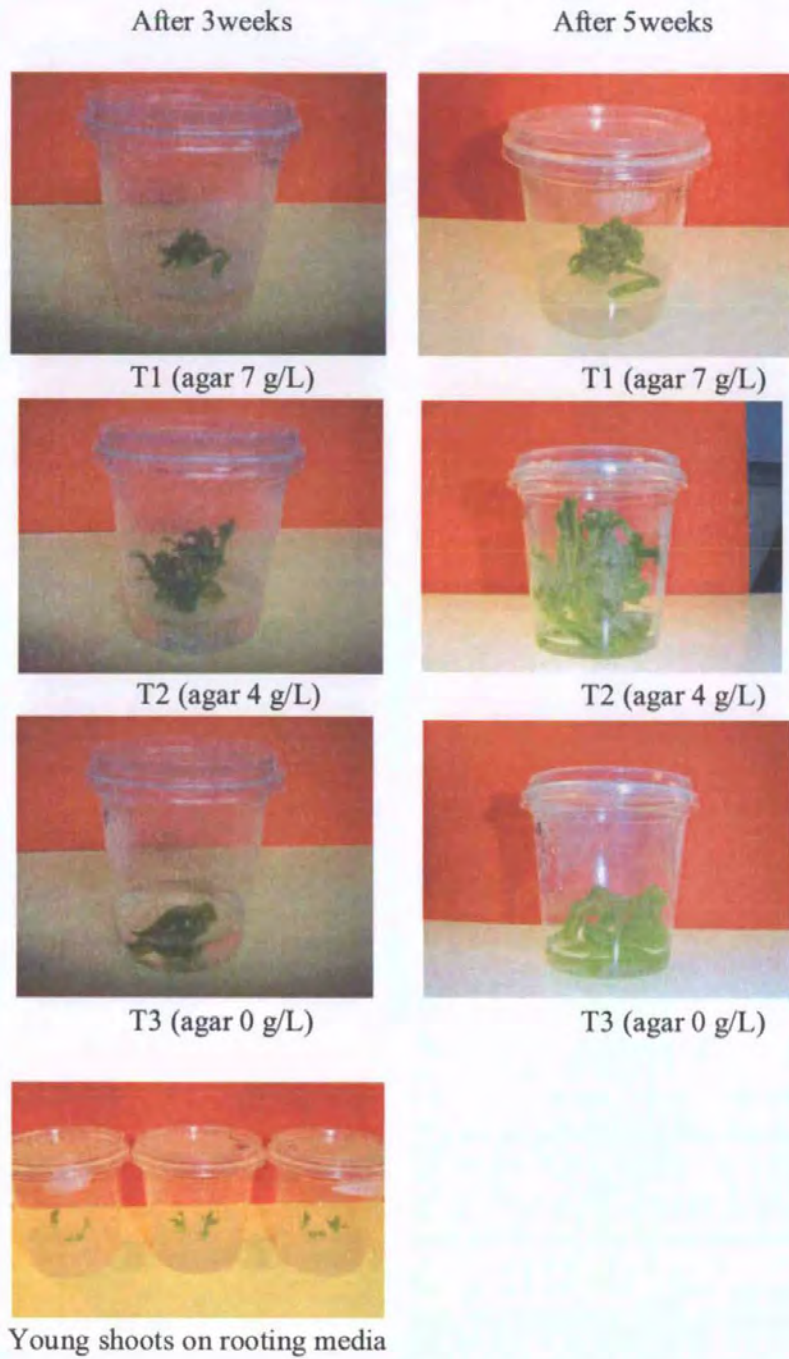 After 3weeks
After 5weeks
T1 (agar 7 g/L)
T1 (agar 7 g/L)
T2 (agar 4 g/L)
T2 (agar 4 g/L)
T3 (agar 0 g/L)
T3 (agar 0 g/L)
Young shoots on rooting media